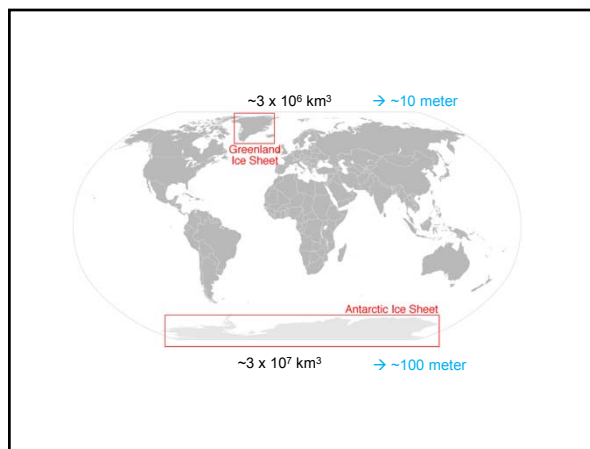 ~3 x 10⁶ km³ → ~10 meter
Greenland
Ice Sheet
Antarctic Ice Sheet
~3 x 10⁷ km³ → ~100 meter